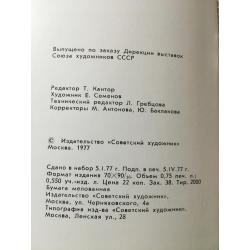 Выпущено по заказу Дирекции выставок
Союза художников СССР
Редактор Т. Кантор
Художник Е. Семенов
Технический редактор Л. Гребцова
Корректоры М. Антонова, Ю. Беклакова
© Издательство «Советский художник»
Москва. 1977
Сдано в набор 5.I.77 г. Подп. в печ. 5.IV.77 г.
Формат издания 70×90/ Объем 0,75 печ. л.;
0,550 уч.-изд. л. Цена 22 коп. Зак. 38. Тир. 2000
Бумага мелованная
Издательство «Советский художник»,
Москва, ул. Черняховского, 4а
Типография изд-ва «Советский художник».
Москва, Ленская ул., 28